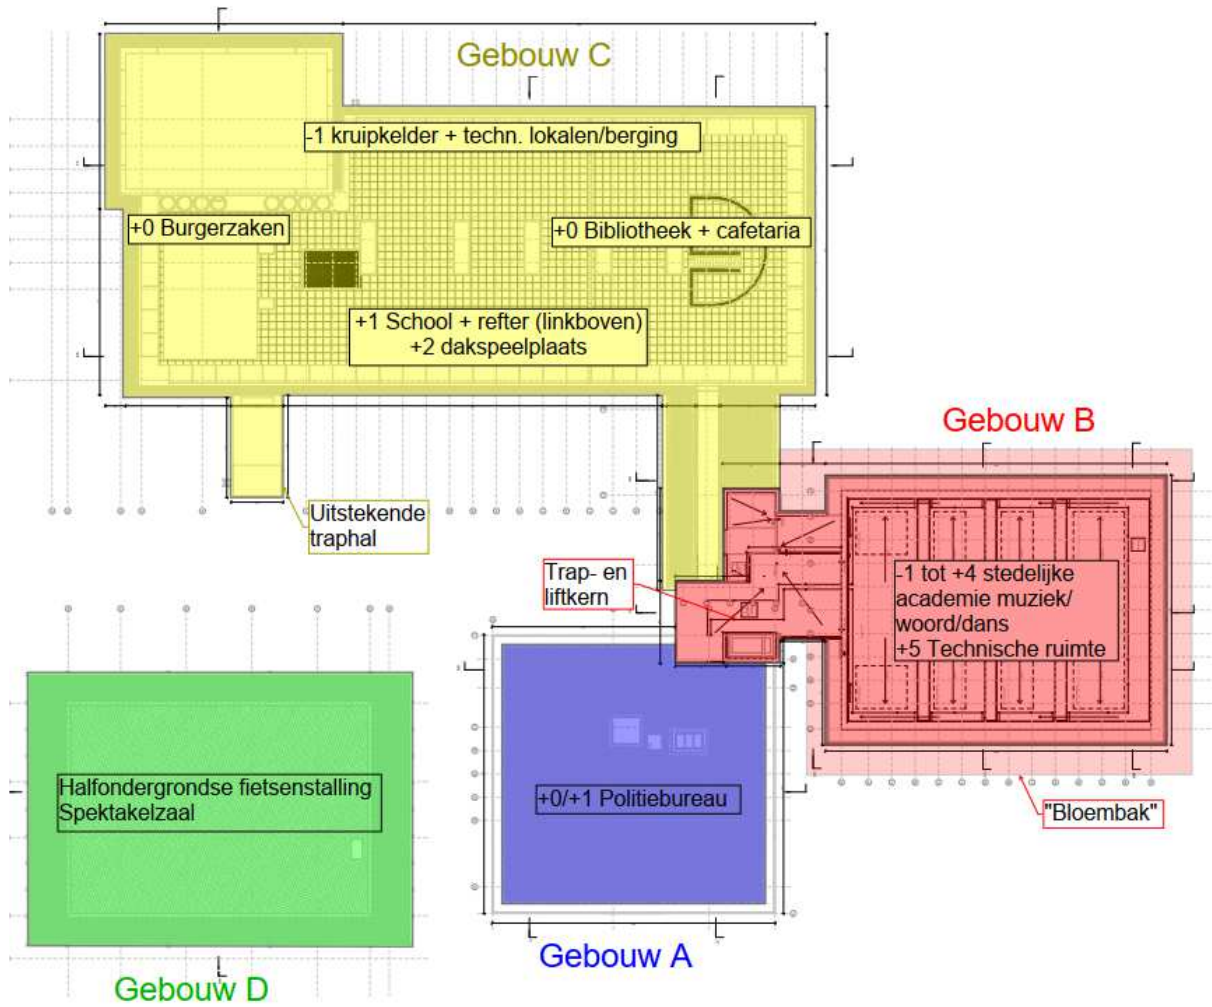 Gebouw C
-1 kruipkelder + techn. lokalen/berging
+0 Burgerzaken
+0 Bibliotheek + cafetaria
+1 School + refter (linkboven)
+2 dakspeelplaats
Gebouw B
Uitstekende
traphal
Trap- en
liftkern
-1 tot +4 stedelijke
academie muziek/
woord/dans
+5 Technische ruimte
Halfondergrondse fietsenstalling
Spektakelzaal
+0/+1 Politiebureau
"Bloembak"
Gebouw A
Gebouw D